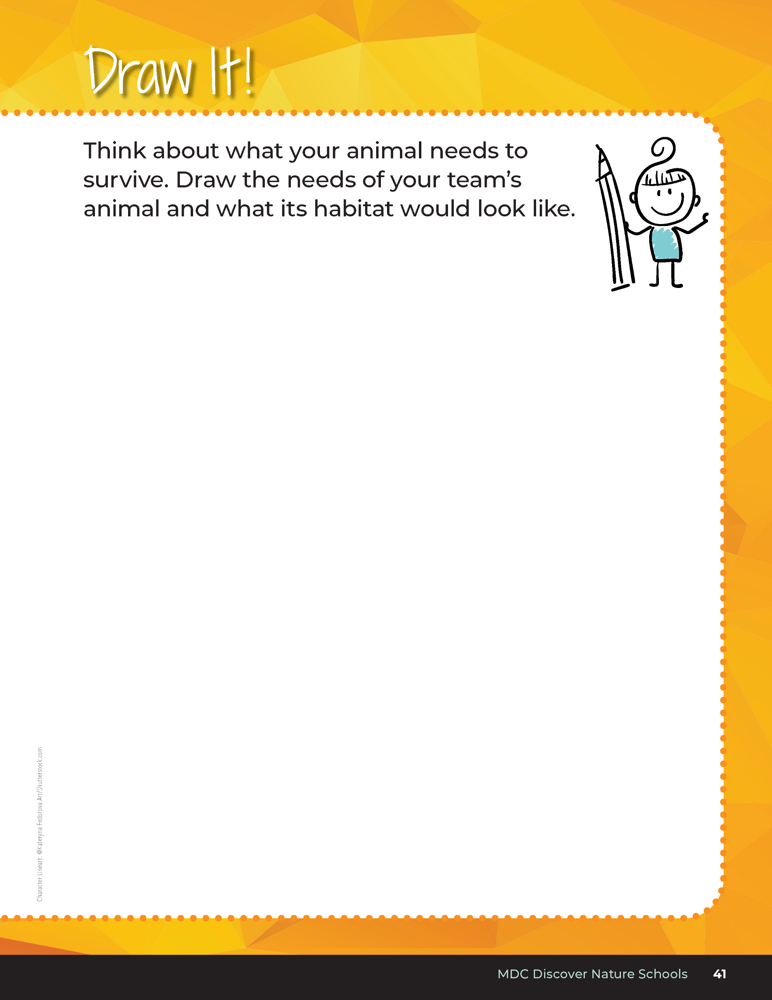 Draw It!
Think about what your animal needs to
survive. Draw the needs of your team’s
animal and what its habitat would look like.
Character Lineart: @Kateryna Fedorova Art/Shutterstock.com
MDC Discover Nature Schools 41